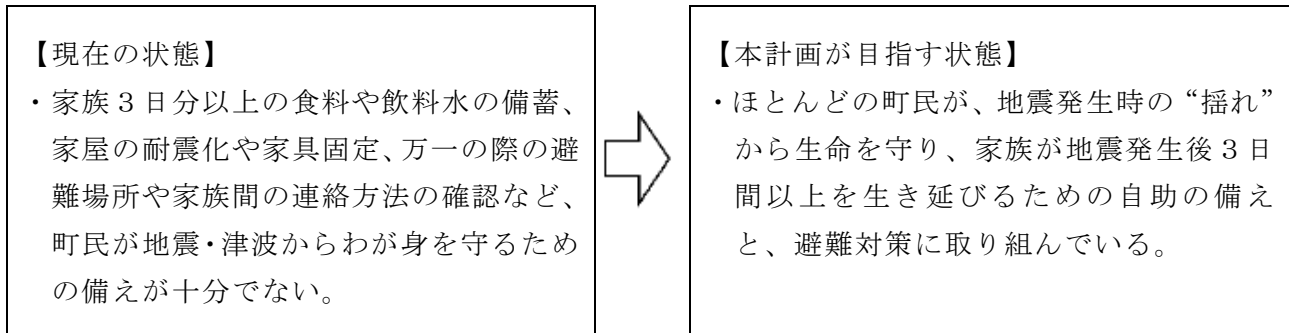 【現在の状態】
・家族３日分以上の食料や飲料水の備蓄、
家屋の耐震化や家具固定、万一の際の避
難場所や家族間の連絡方法の確認など、
町民が地震・津波からわが身を守るため
の備えが十分でない。
【本計画が目指す状態】
・ほとんどの町民が、地震発生時の“揺れ”
から生命を守り、家族が地震発生後３日
間以上を生き延びるための自助の備え
と、避難対策に取り組んでいる。